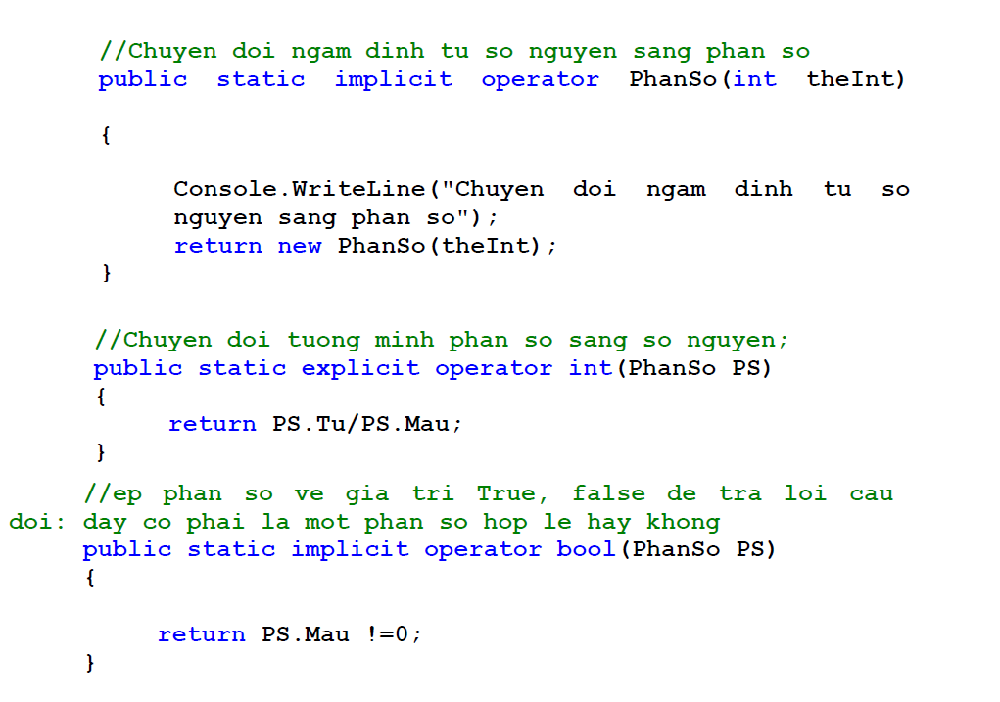 //Chuyen doi ngam dinh tu so nguyen sang phan so
public static implicit operator PhanSo(int theInt)
{
Console.WriteLine("Chuyen doi ngam dinh tu so
nguyen sang phan so");
return new PhanSo(theInt);
}
//Chuyen doi tuong minh phan so sang so nguyen;
public static explicit operator int(PhanSo PS)
{
return PS.Tu/PS.Mau;
}
//ep phan so ve gia tri True, false de tra loi cau
doi: day co phai la mot phan so hop le hay khong
public static implicit operator bool(PhanSo PS)
{
return PS.Mau !=0;
}